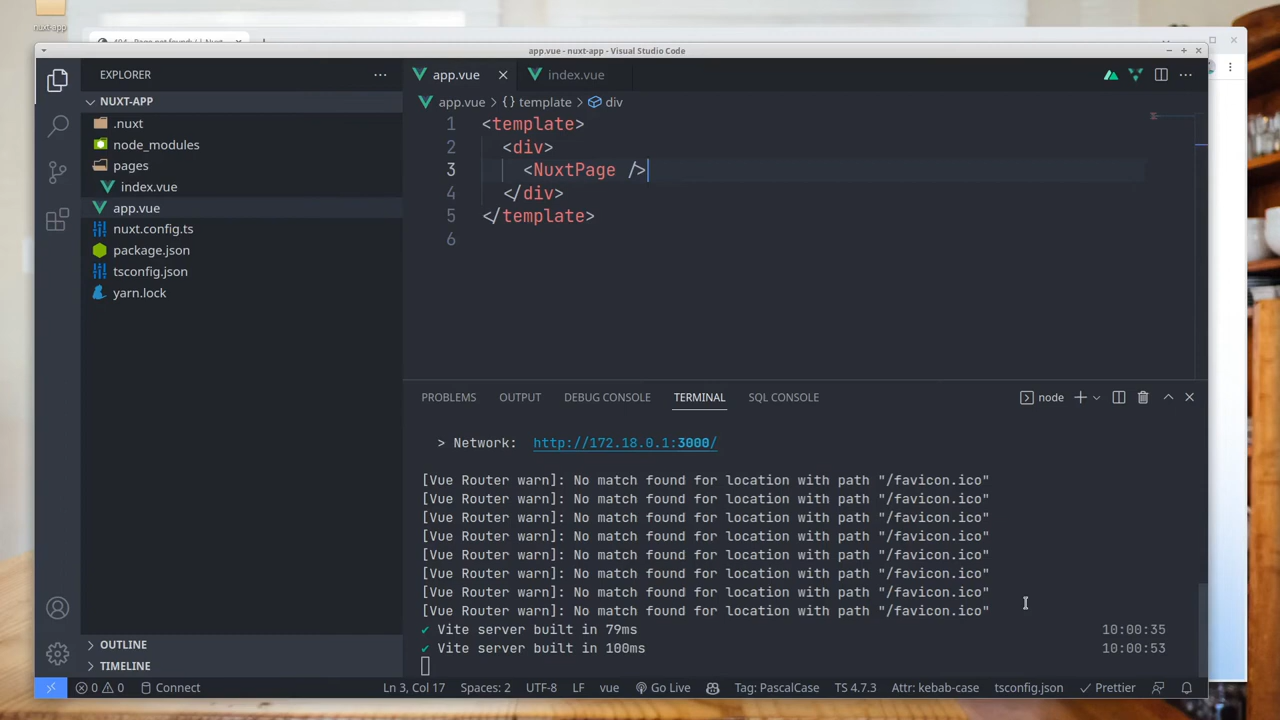 nuxt-app
app.vue - nuxt-app - Visual Studio Code
EXPLORER
app.vue
index.vue
NUXT-APP
app.vue > {} template > div
.nuxt
node_modules
pages
index.vue
app.vue
nuxt.config.ts
package.json
tsconfig.json
yarn.lock
1 <template>
2 <div>
3 <NuxtPage />
4 </div>
5 </template>
6
PROBLEMS OUTPUT DEBUG CONSOLE TERMINAL SQL CONSOLE
node
> Network: http://172.18.0.1:3000/
[Vue Router warn]: No match found for location with path "/favicon.ico"
[Vue Router warn]: No match found for location with path "/favicon.ico"
[Vue Router warn]: No match found for location with path "/favicon.ico"
[Vue Router warn]: No match found for location with path "/favicon.ico"
[Vue Router warn]: No match found for location with path "/favicon.ico"
[Vue Router warn]: No match found for location with path "/favicon.ico"
[Vue Router warn]: No match found for location with path "/favicon.ico"
[Vue Router warn]: No match found for location with path "/favicon.ico"
✔ Vite server built in 79ms 10:00:35
✔ Vite server built in 100ms 10:00:53
OUTLINE
TIMELINE
0 0 Connect Ln 3, Col 17 Spaces: 2 UTF-8 LF vue Go Live Tag: PascalCase TS 4.7.3 Attr: kebab-case tsconfig.json ✓ Prettier